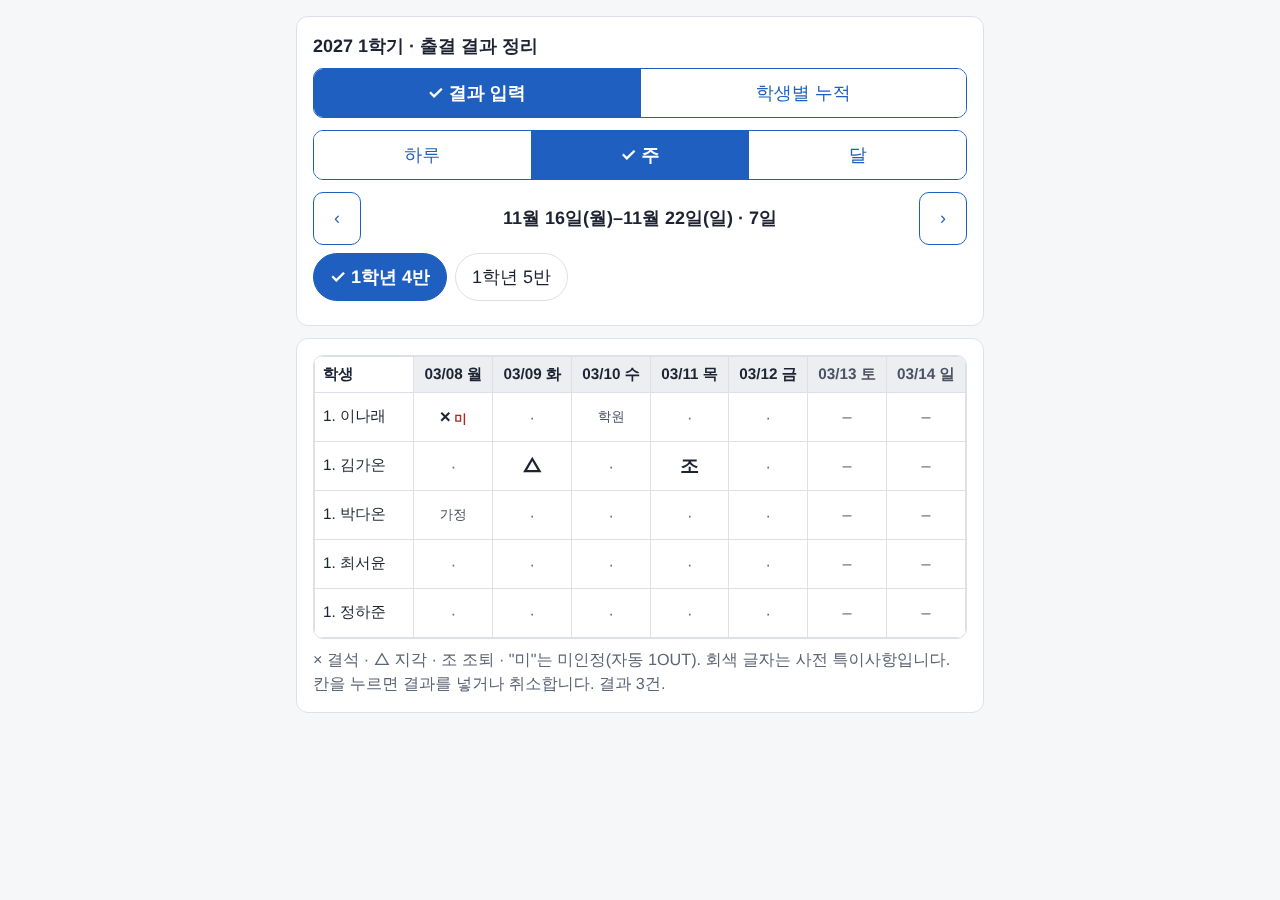 2027 1학기 · 출결 결과 정리
✓ 결과 입력 학생별 누적
하루 ✓ 주 달
‹ 11월 16일(월)–11월 22일(일) · 7일 ›
✓ 1학년 4반 1학년 5반
학생 03/08 월 03/09 화 03/10 수 03/11 목 03/12 금 03/13 토 03/14 일
1. 이나래 × 미 · 학원 · · – –
1. 김가온 · △ · 조 · – –
1. 박다온 가정 · · · · – –
1. 최서윤 · · · · · – –
1. 정하준 · · · · · – –
× 결석 · △ 지각 · 조 조퇴 · "미"는 미인정(자동 1OUT). 회색 글자는 사전 특이사항입니다.
칸을 누르면 결과를 넣거나 취소합니다. 결과 3건.